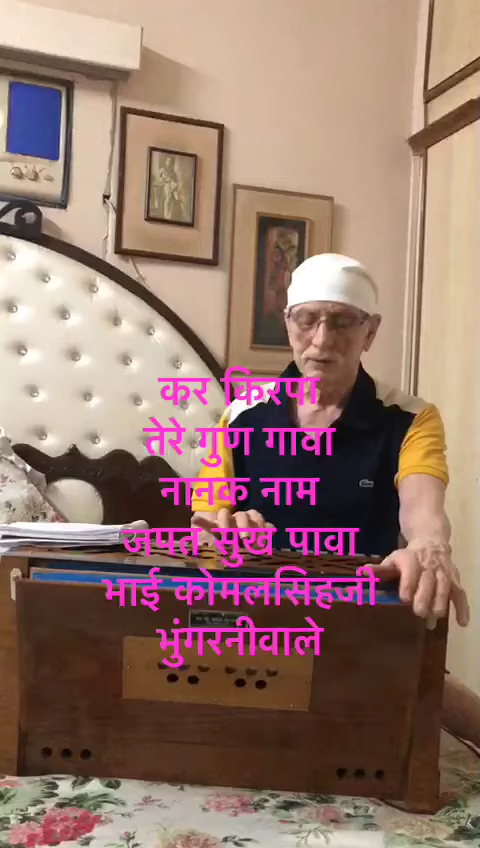 कर किरपा
तेरे गुण गावा
नानक नाम
जपत सुख पावा
भाई कोमलसिहजी
भुंगरनीवाले